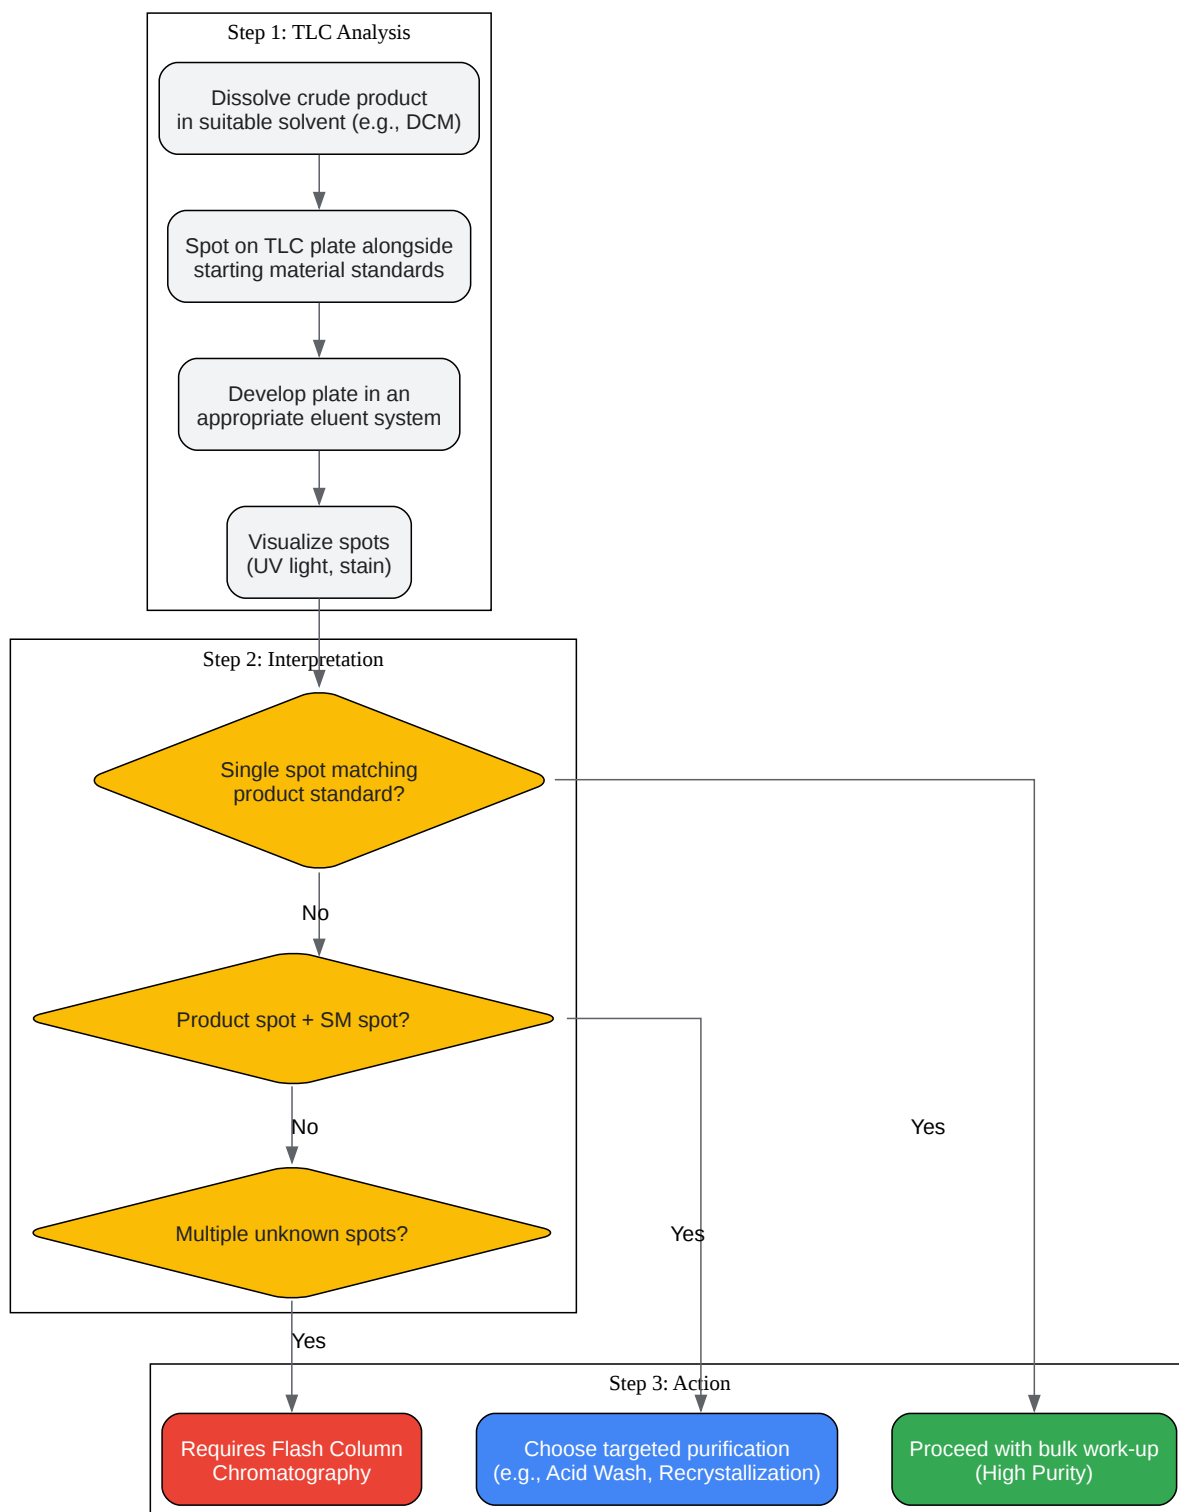 Step 1: TLC Analysis
Dissolve crude product
in suitable solvent (e.g., DCM)
Spot on TLC plate alongside
starting material standards
Develop plate in an
appropriate eluent system
Visualize spots
(UV light, stain)
Step 2: Interpretation
Single spot matching
product standard?
No
Product spot + SM spot?
No
Yes
Multiple unknown spots?
Yes
Yes
Step 3: Action
Requires Flash Column
Chromatography
Choose targeted purification
(e.g., Acid Wash, Recrystallization)
Proceed with bulk work-up
(High Purity)